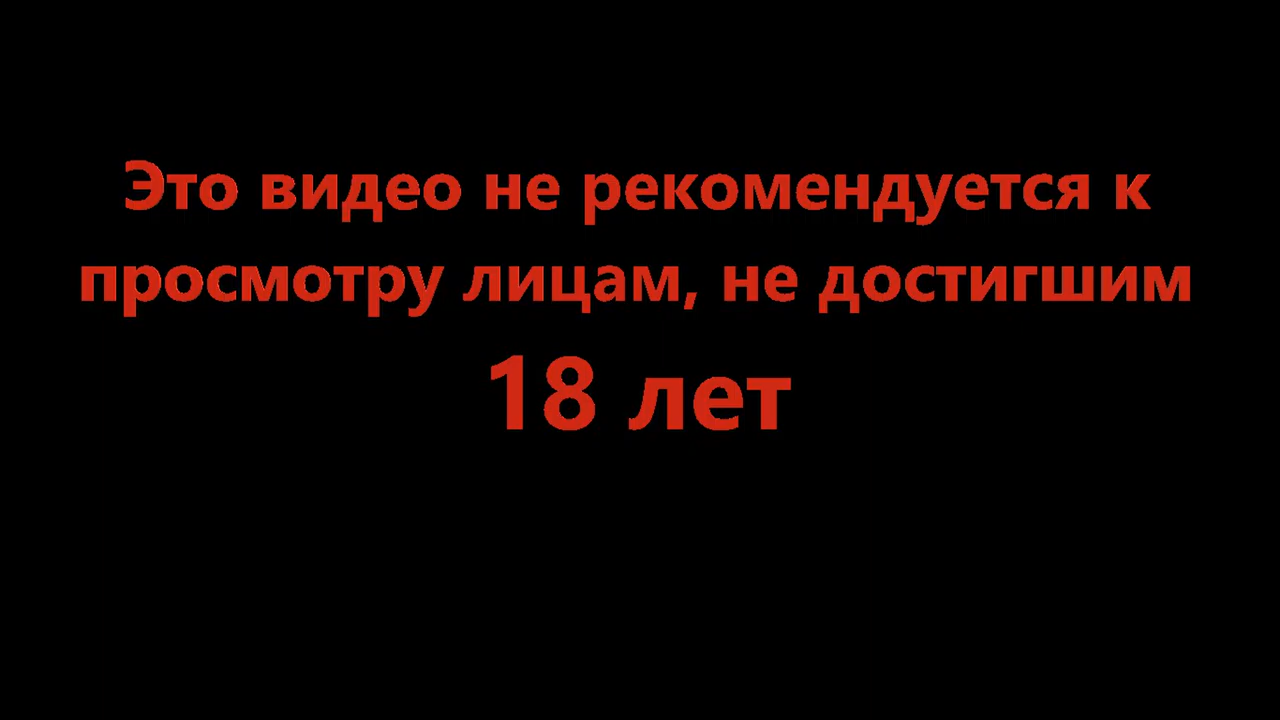 Это видео не рекомендуется к
просмотру лицам, не достигшим
18 лет